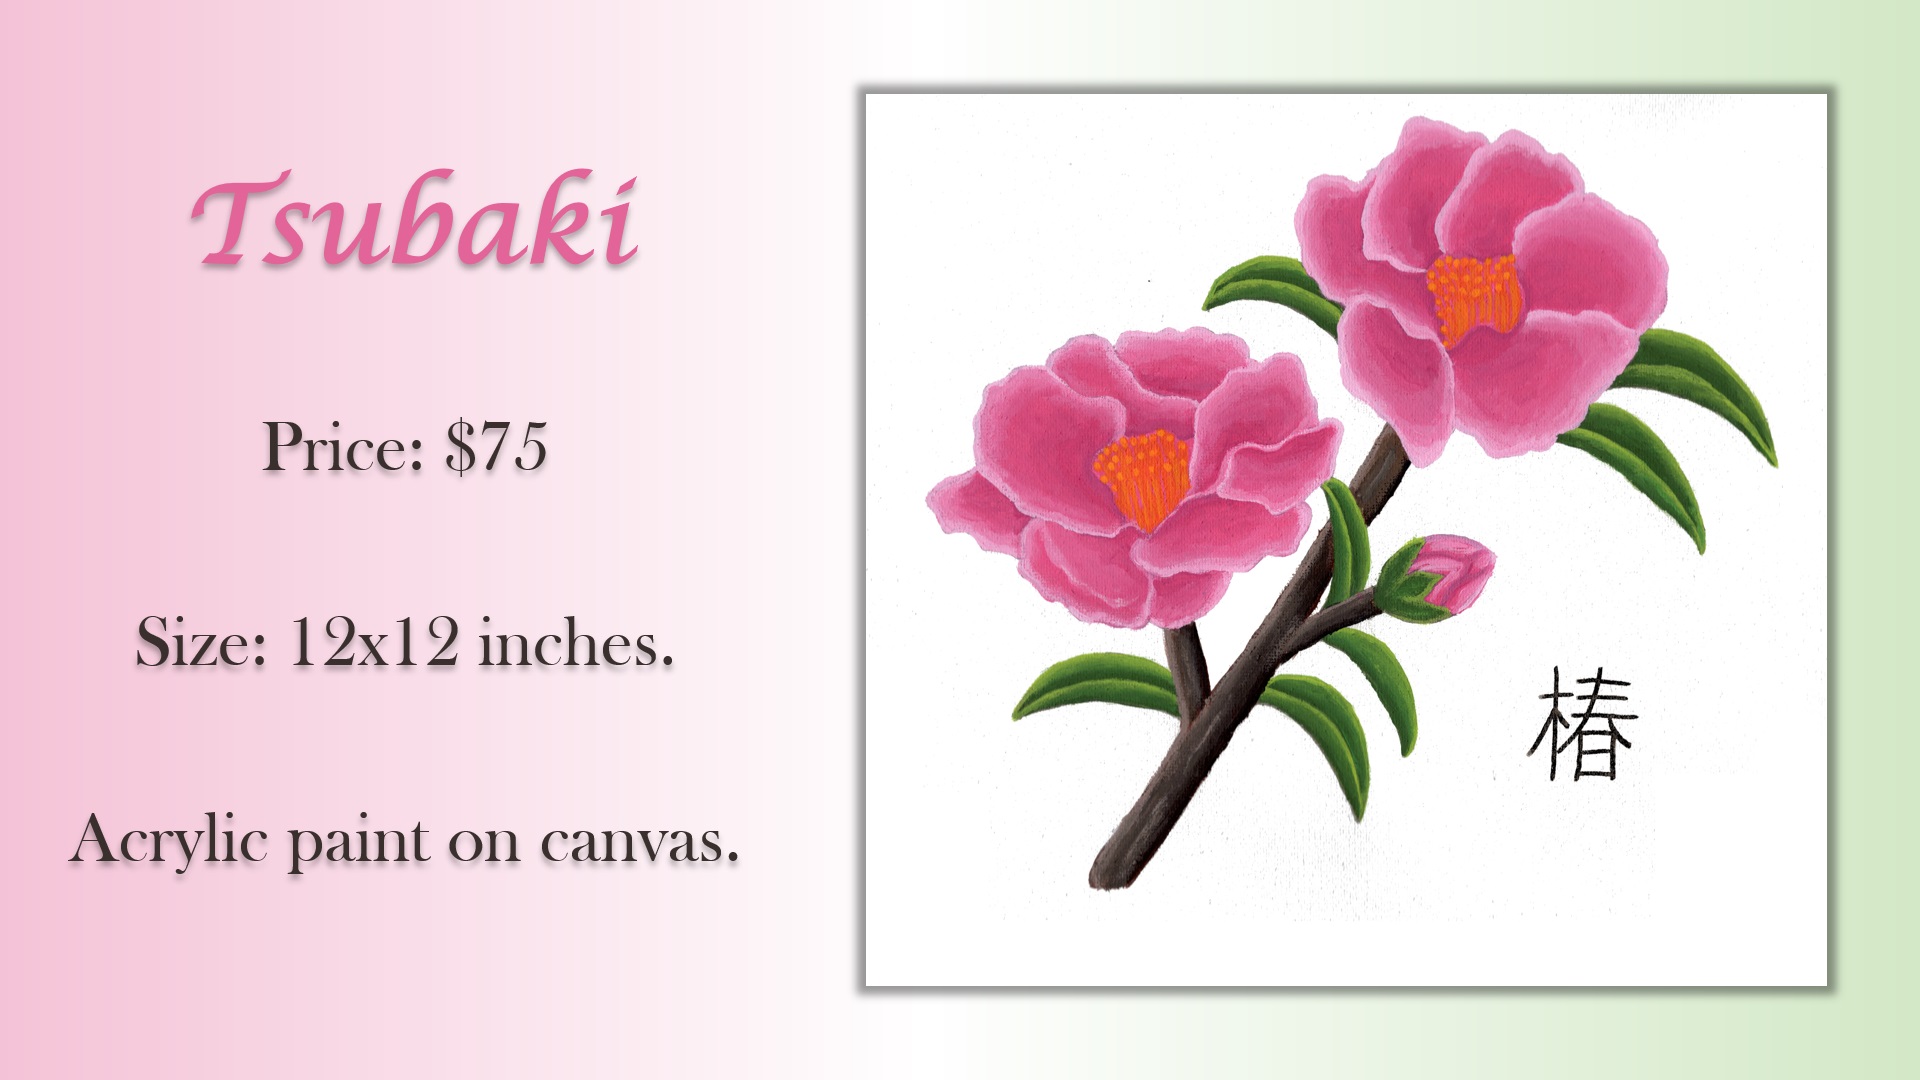 Tsubaki
Price: $75
Size: 12x12 inches.
Acrylic paint on canvas.
椿